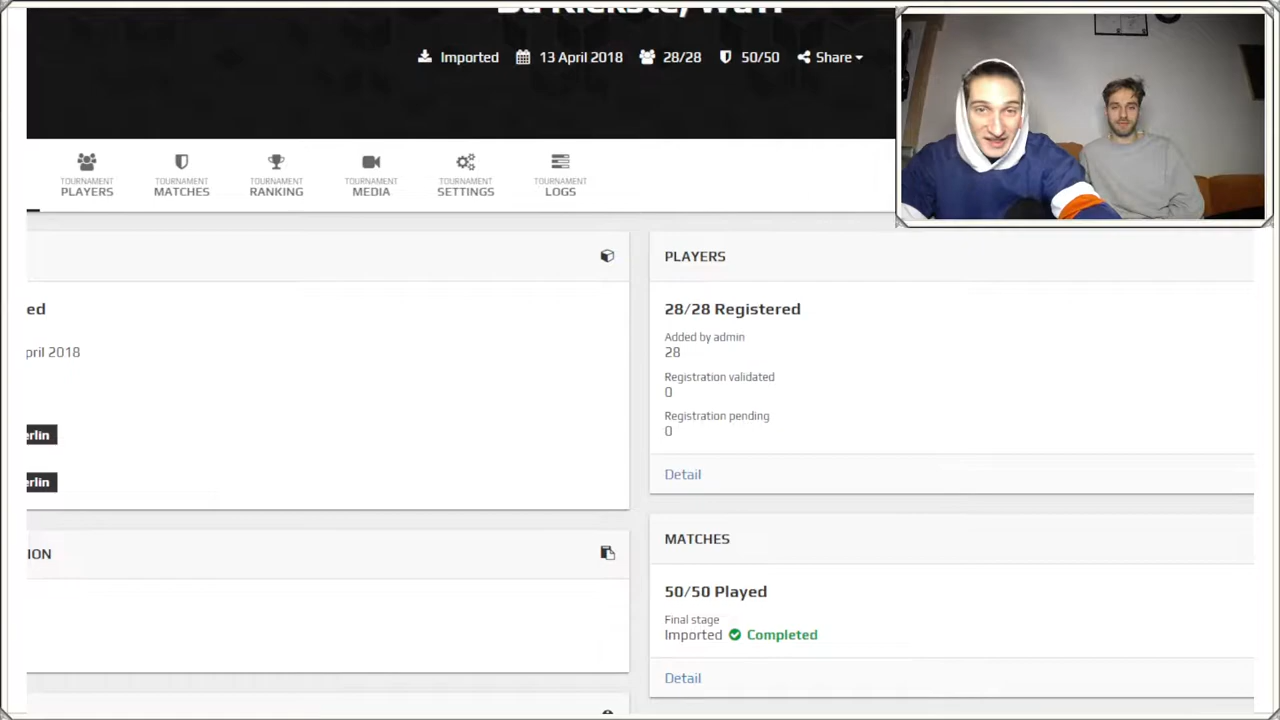 Imported 13 April 2018 28/28 50/50 Share
TOURNAMENT PLAYERS
TOURNAMENT MATCHES
TOURNAMENT RANKING
TOURNAMENT MEDIA
TOURNAMENT SETTINGS
TOURNAMENT LOGS
ed
pril 2018
erlin
erlin
ION
PLAYERS
28/28 Registered
Added by admin
28
Registration validated
0
Registration pending
0
Detail
MATCHES
50/50 Played
Final stage
Imported Completed
Detail